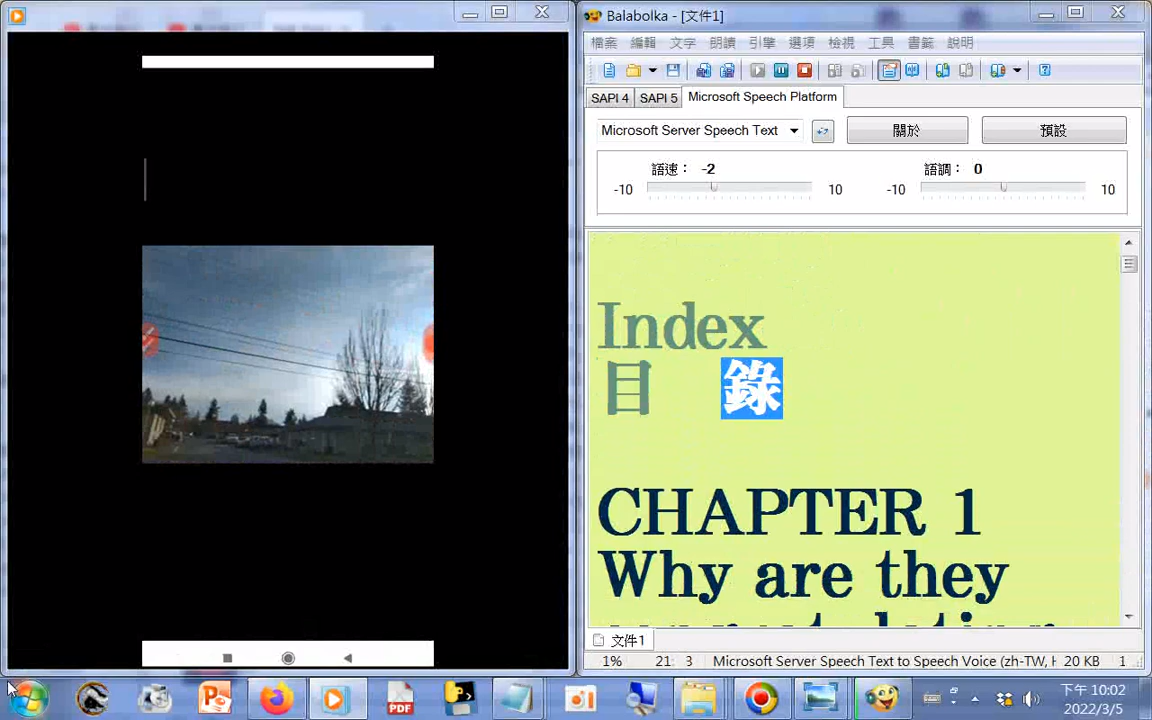 Balabolka - [文件1]
檔案 編輯 文字 朗讀 引擎 選項 檢視 工具 書籤 說明
SAPI 4 SAPI 5 Microsoft Speech Platform
Microsoft Server Speech Text 關於 預設
語速： -2 語調： 0
-10 10 -10 10
Index
目 錄
CHAPTER 1
Why are they
文件1
1% 21: 3 Microsoft Server Speech Text to Speech Voice (zh-TW, H 20 KB 1
PDF
下午 10:02
2022/3/5